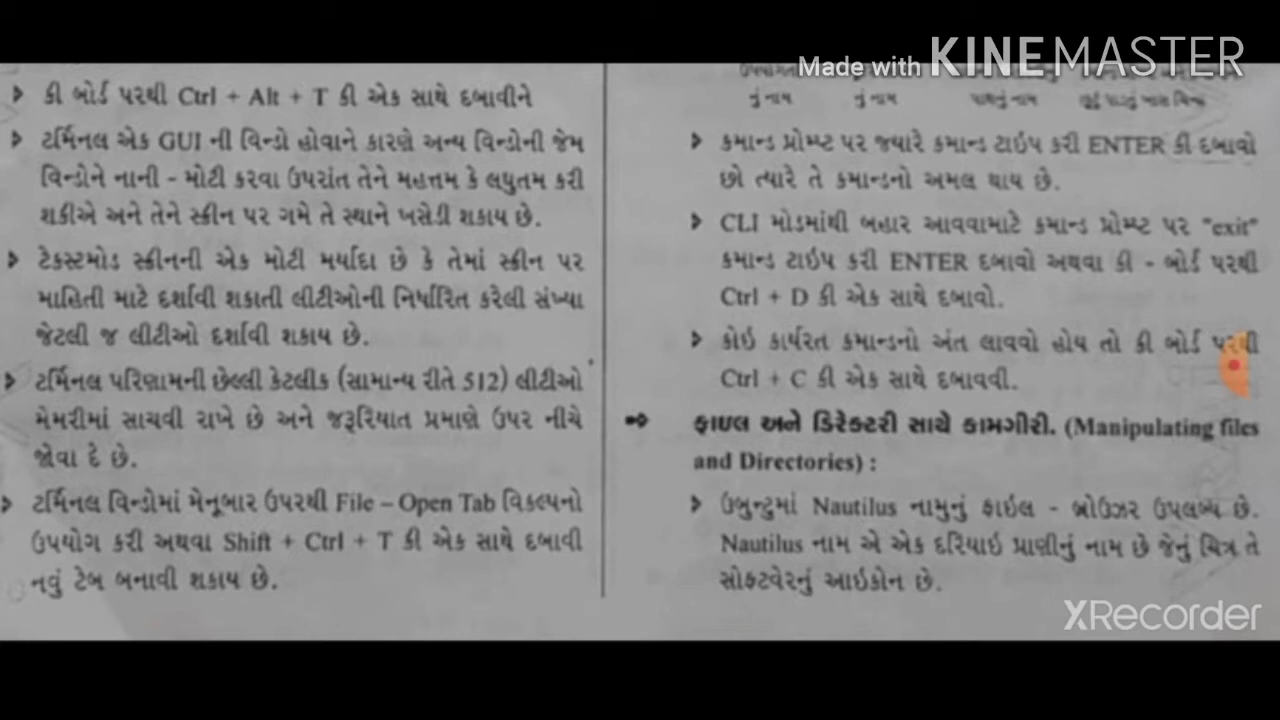 Made with KINEMASTER
➤ કી બોર્ડ પરથી Ctrl + Alt + T કી એક સાથે દબાવીને
➤ ટર્મિનલ એક GUI ની વિન્ડો હોવાને કારણે અન્ય વિન્ડોની જેમ
વિન્ડોને નાની - મોટી કરવા ઉપરાંત તેને મહત્તમ કે લઘુતમ કરી
શકીએ અને તેને સ્કીન પર ગમે તે સ્થાને ખસેડી શકાય છે.
➤ ટેકસ્ટમોડ સ્ક્રીનની એક મોટી મર્યાદા છે કે તેમાં સ્ક્રીન પર
માહિતી માટે દર્શાવી શકાતી લીટીઓની નિર્ધારિત કરેલી સંખ્યા
જેટલી જ લીટીઓ દર્શાવી શકાય છે.
➤ ટર્મિનલ પરિણામની છેલ્લી કેટલીક (સામાન્ય રીતે 512) લીટીઓ
મેમરીમાં સાચવી રાખે છે અને જરૂરિયાત પ્રમાણે ઉપર નીચે
જોવા દે છે.
➤ ટર્મિનલ વિન્ડોમાં મેનૂબાર ઉપરથી File – Open Tab વિકલ્પનો
ઉપયોગ કરી અથવા Shift + Ctrl + T કી એક સાથે દબાવી
નવું ટેબ બનાવી શકાય છે.
નું નામ નું નામ
➤ કમાન્ડ પ્રોમ્પ્ટ પર જ્યારે કમાન્ડ ટાઇપ કરી ENTER કી દબાવો
છો ત્યારે તે કમાન્ડનો અમલ થાય છે.
➤ CLI મોડમાંથી બહાર આવવામાટે કમાન્ડ પ્રોમ્પ્ટ પર "exit"
કમાન્ડ ટાઇપ કરી ENTER દબાવો અથવા કી - બોર્ડ પરથી
Ctrl + D કી એક સાથે દબાવો.
➤ કોઇ કાર્યરત કમાન્ડનો અંત લાવવો હોય તો કી બોર્ડ પરથી
Ctrl + C કી એક સાથે દબાવવી.
➡ ફાઇલ અને ડિરેક્ટરી સાથે કામગીરી. (Manipulating files
and Directories) :
➤ ઉબુન્ટુમાં Nautilus નામુનું ફાઇલ - બ્રોઉઝર ઉપલબ્ધ છે.
Nautilus નામ એ એક દરિયાઇ પ્રાણીનું નામ છે જેનું ચિત્ર તે
સોફ્ટવેરનું આઇકોન છે.
XRecorder